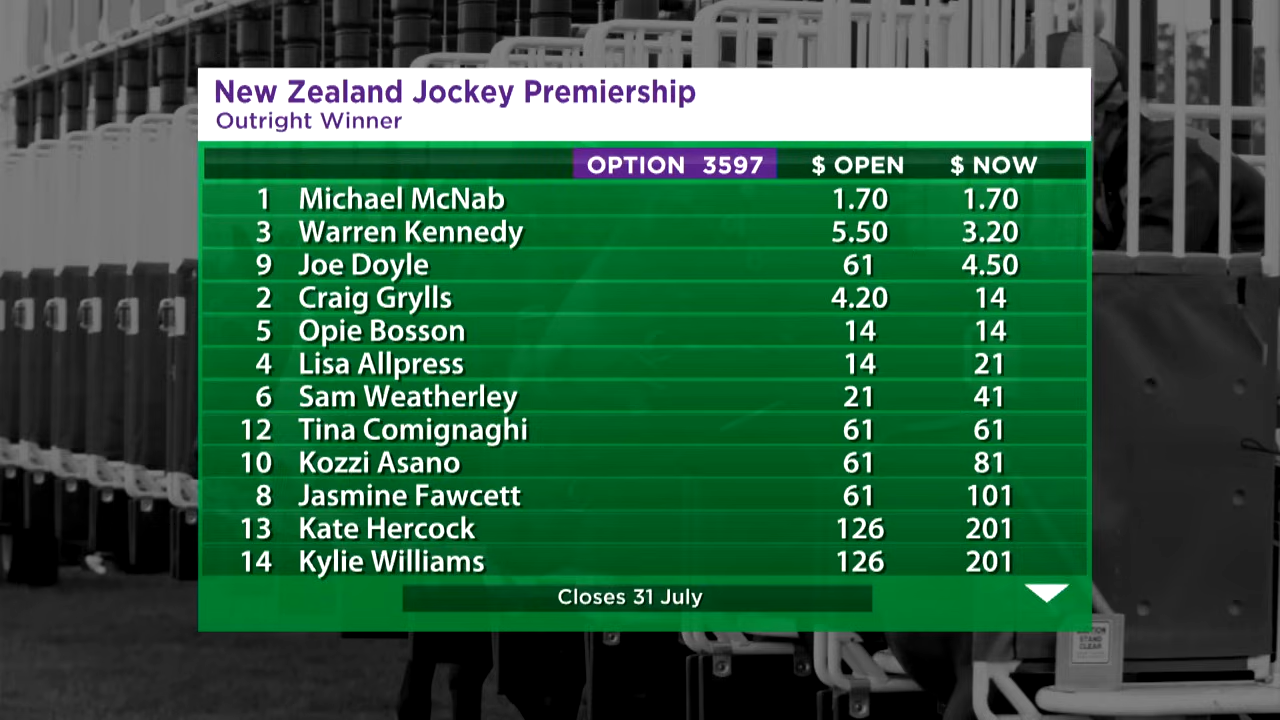 New Zealand Jockey Premiership
Outright Winner
OPTION 3597 $ OPEN $ NOW
1 Michael McNab 1.70 1.70
3 Warren Kennedy 5.50 3.20
9 Joe Doyle 61 4.50
2 Craig Grylls 4.20 14
5 Opie Bosson 14 14
4 Lisa Allpress 14 21
6 Sam Weatherley 21 41
12 Tina Comignaghi 61 61
10 Kozzi Asano 61 81
8 Jasmine Fawcett 61 101
13 Kate Hercock 126 201
14 Kylie Williams 126 201
Closes 31 July
CAUTION
STAND
CLEAR